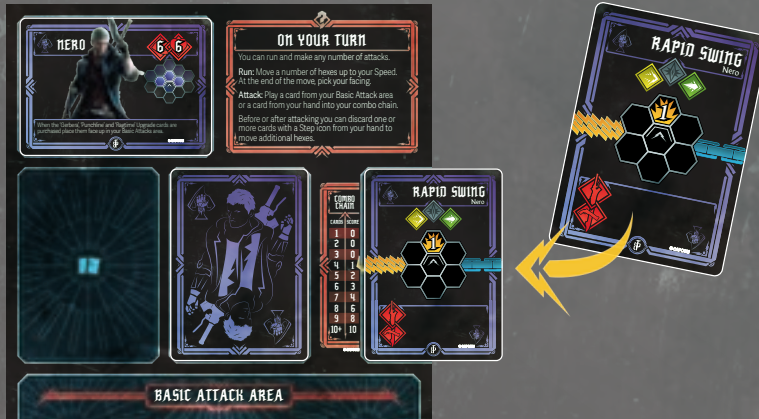 NERO
6 6
When the 'Gerbera', 'Punchline' and 'Ragtime' Upgrade cards are
purchased place them face up in your Basic Attacks area.
ON YOUR TURN
You can run and make any number of attacks.
Run: Move a number of hexes up to your Speed.
At the end of the move, pick your facing.
Attack: Play a card from your Basic Attack area
or a card from your hand into your combo chain.
Before or after attacking you can discard one or
more cards with a Step icon from your hand to
move additional hexes.
RAPID SWING
Nero
1
©CAPCOM
COMBO
CHAIN
CARDS SCORE
1 0
2 0
3 0
4 1
5 2
6 3
7 4
8 6
9 8
10+ 10
RAPID SWING
Nero
1
©CAPCOM
BASIC ATTACK AREA